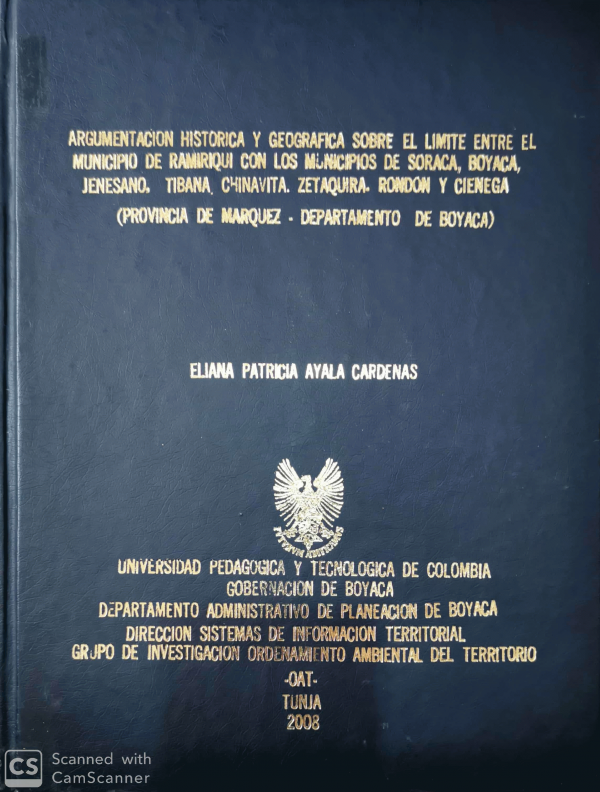 ARGUMENTACION HISTORICA Y GEOGRAFICA SOBRE EL LIMITE ENTRE EL
MUNICIPIO DE RAMIRIQUI CON LOS MUNICIPIOS DE SORACA, BOYACA,
JENESANO, TIBANA, CHINAVITA. ZETAQUIRA. RONDON Y CIENEGA
(PROVINCIA DE MARQUEZ - DEPARTAMENTO DE BOYACA)
ELIANA PATRICIA AYALA CARDENAS
UNIVERSIDAD PEDAGOGICA Y TECNOLOGICA DE COLOMBIA
GOBERNACION DE BOYACA
DEPARTAMENTO ADMINISTRATIVO DE PLANEACION DE BOYACA
DIRECCION SISTEMAS DE INFORMACION TERRITORIAL
GRUPO DE INVESTIGACION ORDENAMIENTO AMBIENTAL DEL TERRITORIO
-OAT-
TUNJA
2008
CS Scanned with
CamScanner